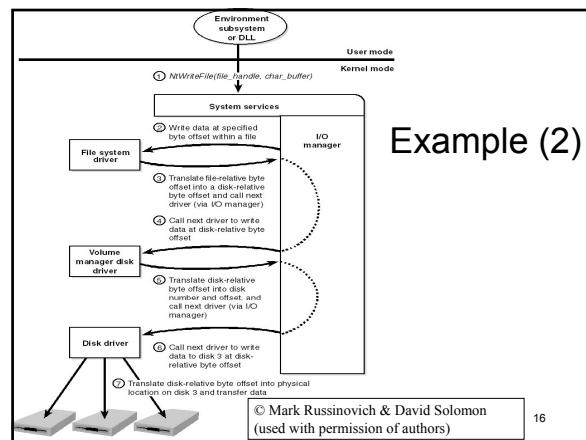 Environment
subsystem
or DLL
User mode
Kernel mode
① NtWriteFile(file_handle, char_buffer)
System services
② Write data at specified
byte offset within a file
I/O
manager
Example (2)
File system
driver
③ Translate file-relative byte
offset into a disk-relative
byte offset and call next
driver (via I/O manager)
④ Call next driver to write
data at disk-relative byte
offset
Volume
manager disk
driver
⑤ Translate disk-relative
byte offset into disk
number and offset, and
call next driver (via I/O
manager)
Disk driver
⑥ Call next driver to write
data to disk 3 at disk-
relative byte offset
⑦ Translate disk-relative byte offset into physical
location on disk 3 and transfer data
© Mark Russinovich & David Solomon
(used with permission of authors)
16